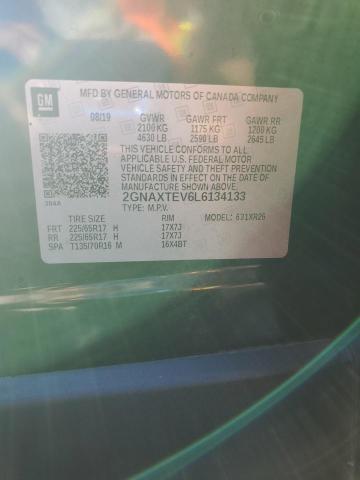 GM
MFD BY GENERAL MOTORS OF CANADA COMPANY
08/19 GVWR GAWR FRT GAWR RR
2100 KG 1175 KG 1200 KG
4630 LB 2590 LB 2645 LB
THIS VEHICLE CONFORMS TO ALL
APPLICABLE U.S. FEDERAL MOTOR
VEHICLE SAFETY AND THEFT PREVENTION
STANDARDS IN EFFECT ON THE DATE OF
MANUFACTURE SHOWN ABOVE.
2GNAXTEV6L6134133
TYPE: M.P.V. MODEL: 631XR26
RIM
FRT 225/65R17 H 17X7J
RR 225/65R17 H 17X7J
SPA T135/70R16 M 16X4BT